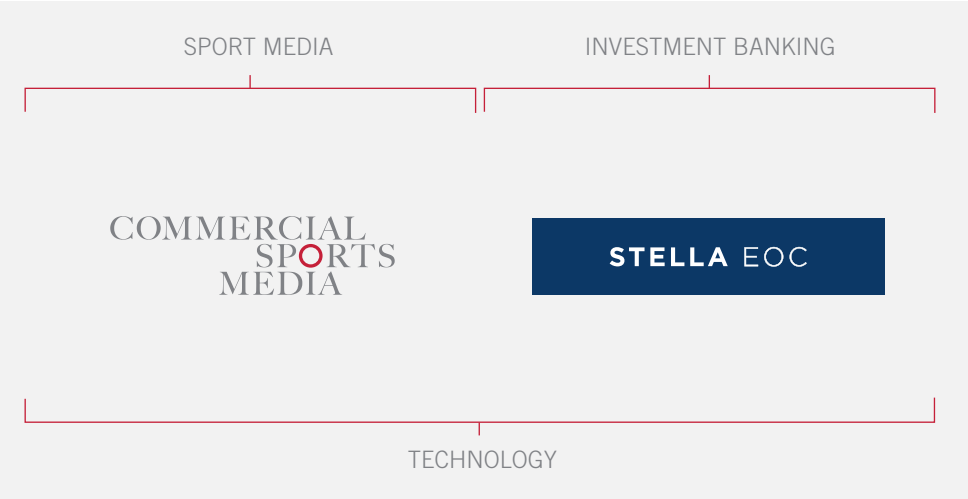 SPORT MEDIA
INVESTMENT BANKING
COMMERCIAL
SPORTS
MEDIA
STELLA EOC
TECHNOLOGY